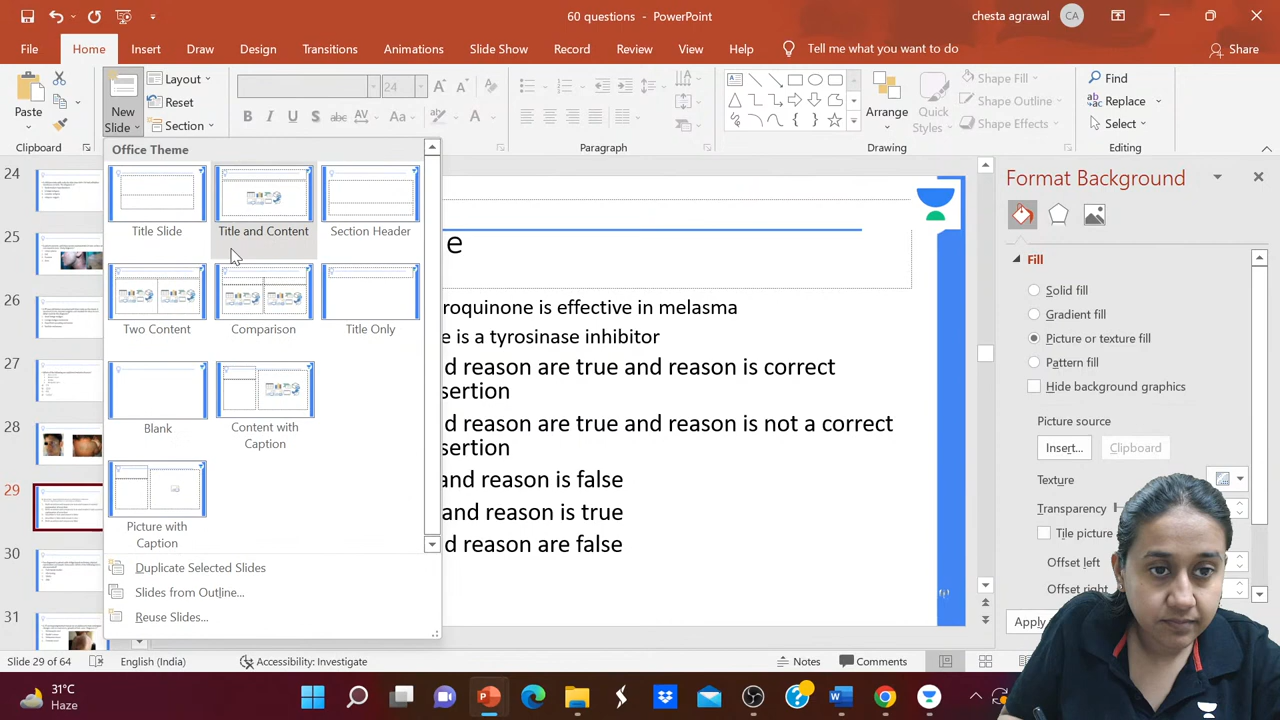 60 questions - PowerPoint
chesta agrawal
CA
File
Home
Insert
Draw
Design
Transitions
Animations
Slide Show
Record
Review
View
Help
Tell me what you want to do
Share
Paste
New
Slide
Layout
Reset
Section
24
Aa
Arrange
Quick
Styles
Shape Fill
Shape Outline
Shape Effects
Find
Replace
Select
Clipboard
Paragraph
Drawing
Editing
Office Theme
Title Slide
Title and Content
Section Header
Two Content
Comparison
Title Only
Blank
Content with
Caption
Picture with
Caption
Duplicate Selected Slides
Slides from Outline...
Reuse Slides...
24
25
26
27
28
29
30
31
e
roquinone is effective in melasma
e is a tyrosinase inhibitor
d reason are true and reason is correct
sertion
d reason are true and reason is not a correct
sertion
and reason is false
and reason is true
d reason are false
Format Background
Fill
Solid fill
Gradient fill
Picture or texture fill
Pattern fill
Hide background graphics
Picture source
Insert...
Clipboard
Texture
Transparency
Tile picture
Offset left
Offset right
Apply
Slide 29 of 64
English (India)
Accessibility: Investigate
Notes
Comments
31°C
Haze